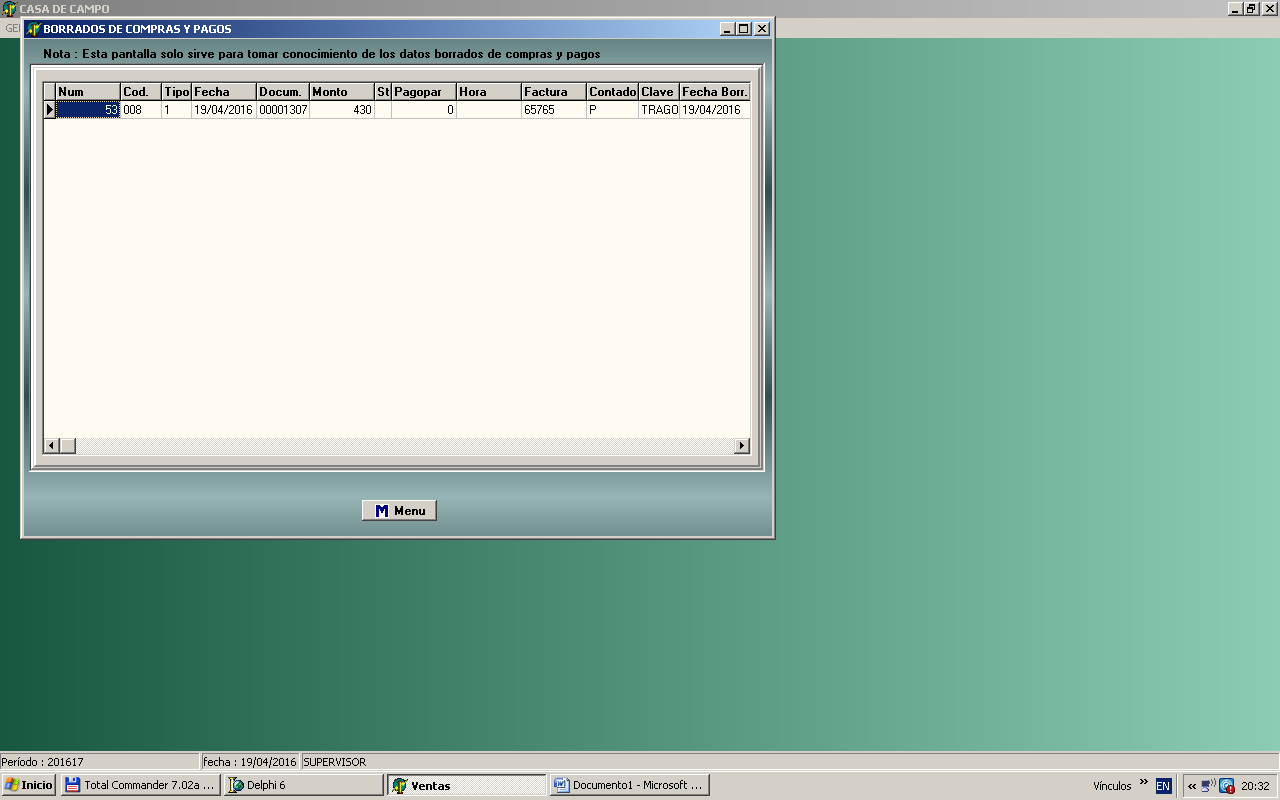 CASA DE CAMPO
BORRADOS DE COMPRAS Y PAGOS
Nota : Esta pantalla solo sirve para tomar conocimiento de los datos borrados de compras y pagos
Num Cod. Tipo Fecha Docum. Monto St Pagopar Hora Factura Contado Clave Fecha Borr.
53 008 1 19/04/2016 00001307 430 0 65765 P TRAGO 19/04/2016
M Menu
Período : 201617 fecha : 19/04/2016 SUPERVISOR
Inicio Total Commander 7.02a ... Delphi 6 Ventas Documento1 - Microsoft ... Vínculos » EN « 20:32